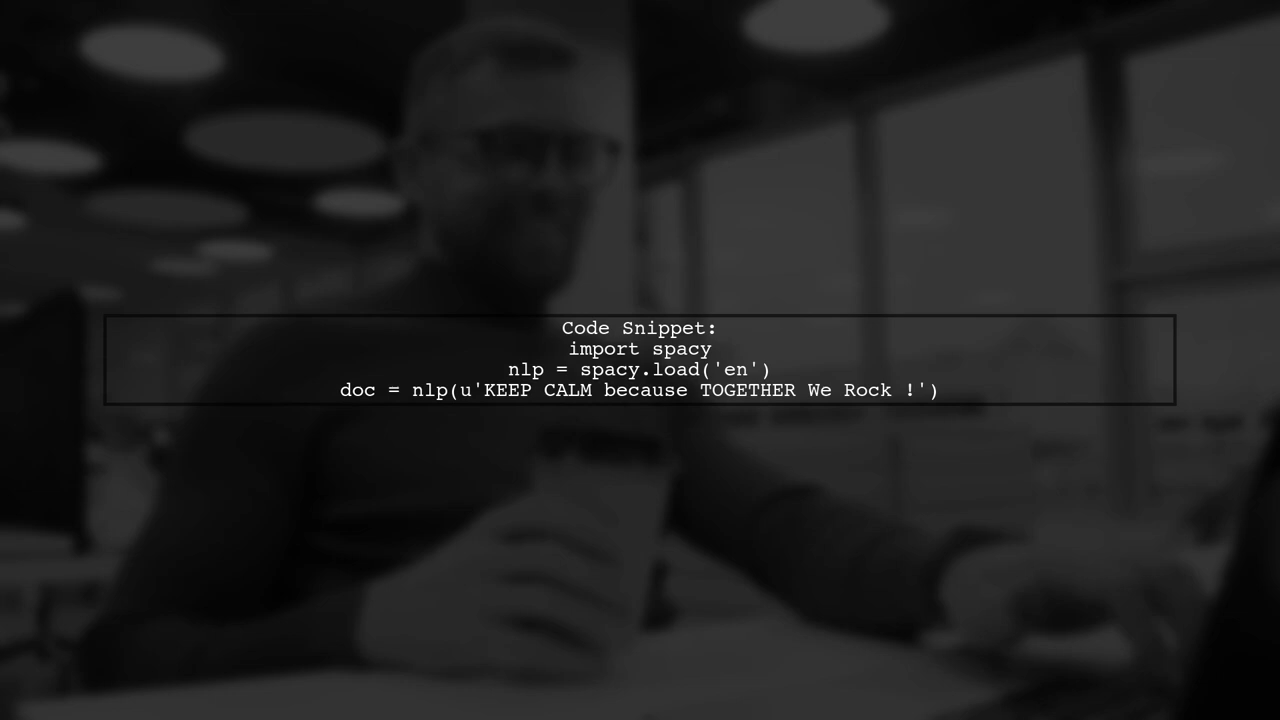 Code Snippet:
import spacy
nlp = spacy.load('en')
doc = nlp(u'KEEP CALM because TOGETHER We Rock !')